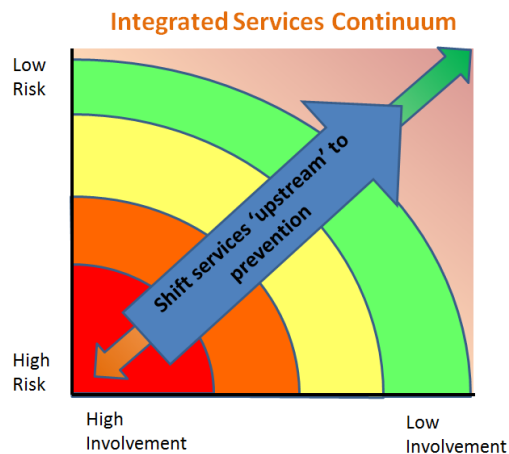 Integrated Services Continuum
Low
Risk
Shift services ‘upstream’ to
prevention
High
Risk
High
Involvement
Low
Involvement